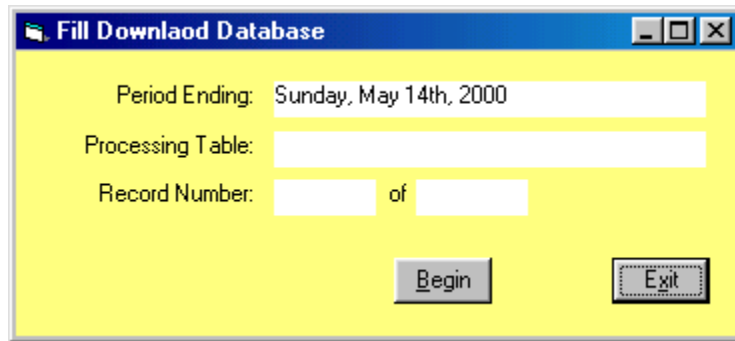 Fill Downlaod Database
Period Ending: Sunday, May 14th, 2000
Processing Table:
Record Number: of
Begin Exit